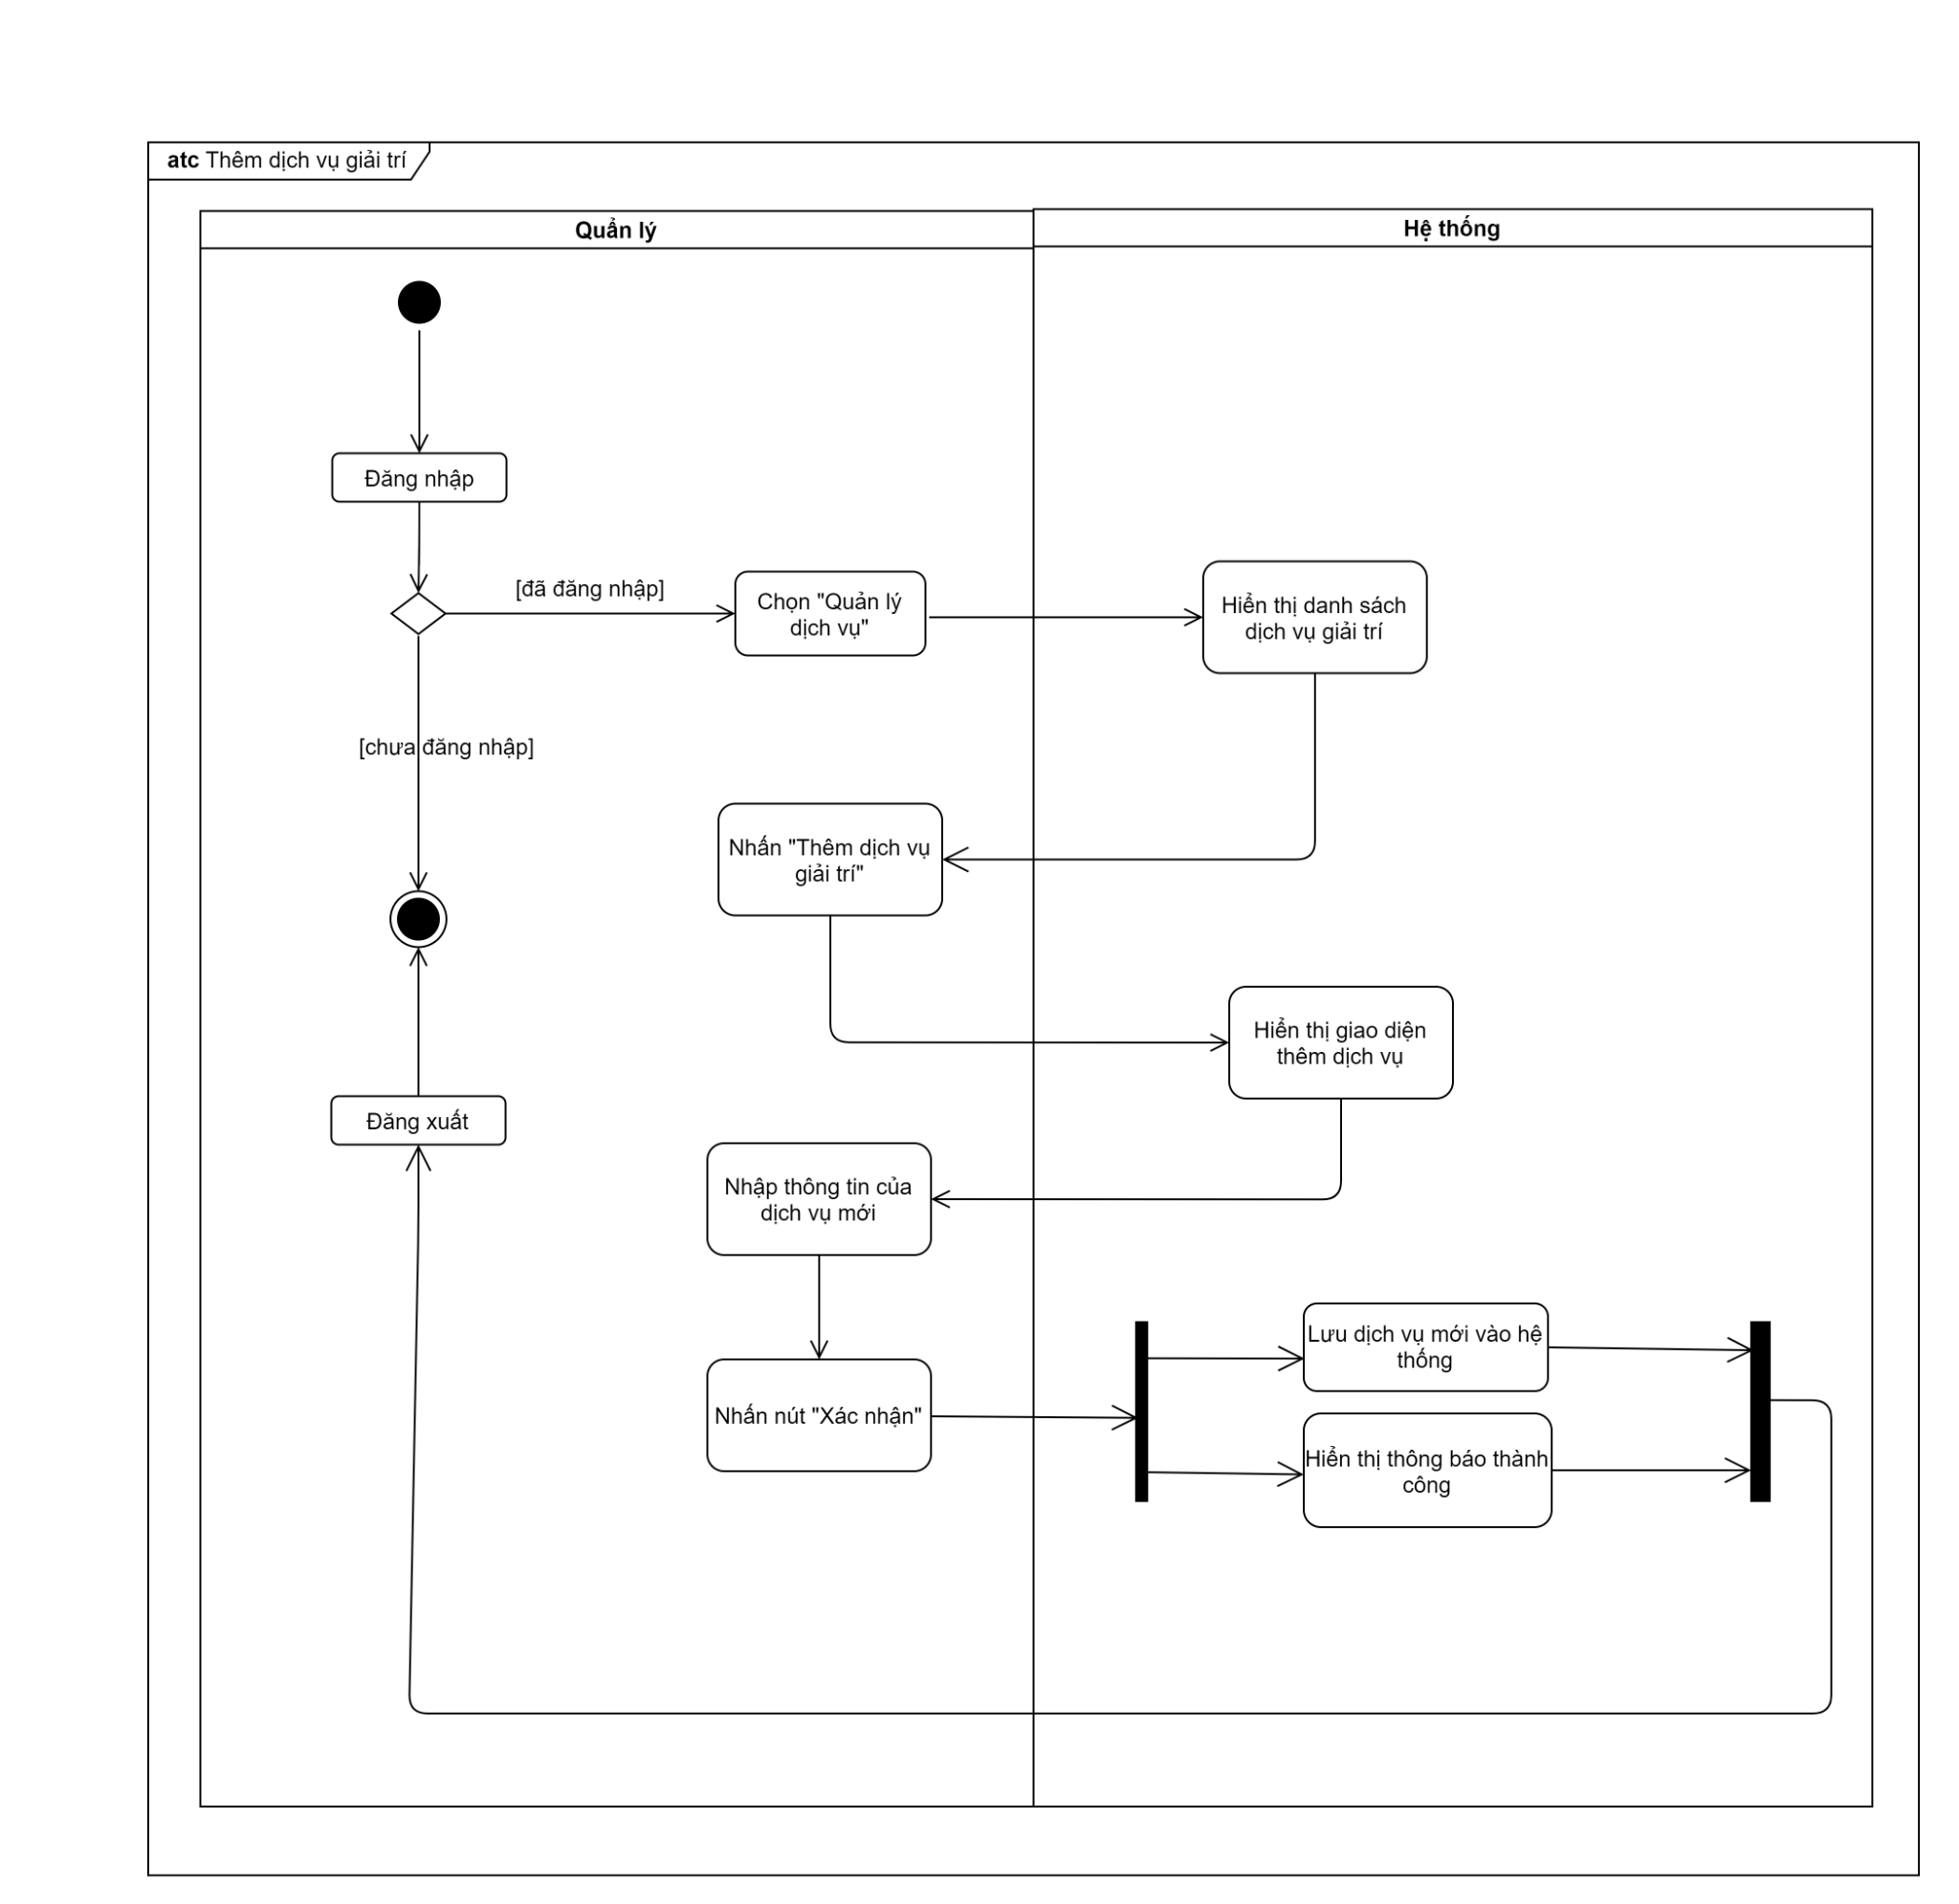 atc Thêm dịch vụ giải trí
Quản lý
Hệ thống
Đăng nhập
[đã đăng nhập]
Chọn "Quản lý
dịch vụ"
Hiển thị danh sách
dịch vụ giải trí
[chưa đăng nhập]
Nhấn "Thêm dịch vụ
giải trí"
Hiển thị giao diện
thêm dịch vụ
Đăng xuất
Nhập thông tin của
dịch vụ mới
Nhấn nút "Xác nhận"
Lưu dịch vụ mới vào hệ
thống
Hiển thị thông báo thành
công